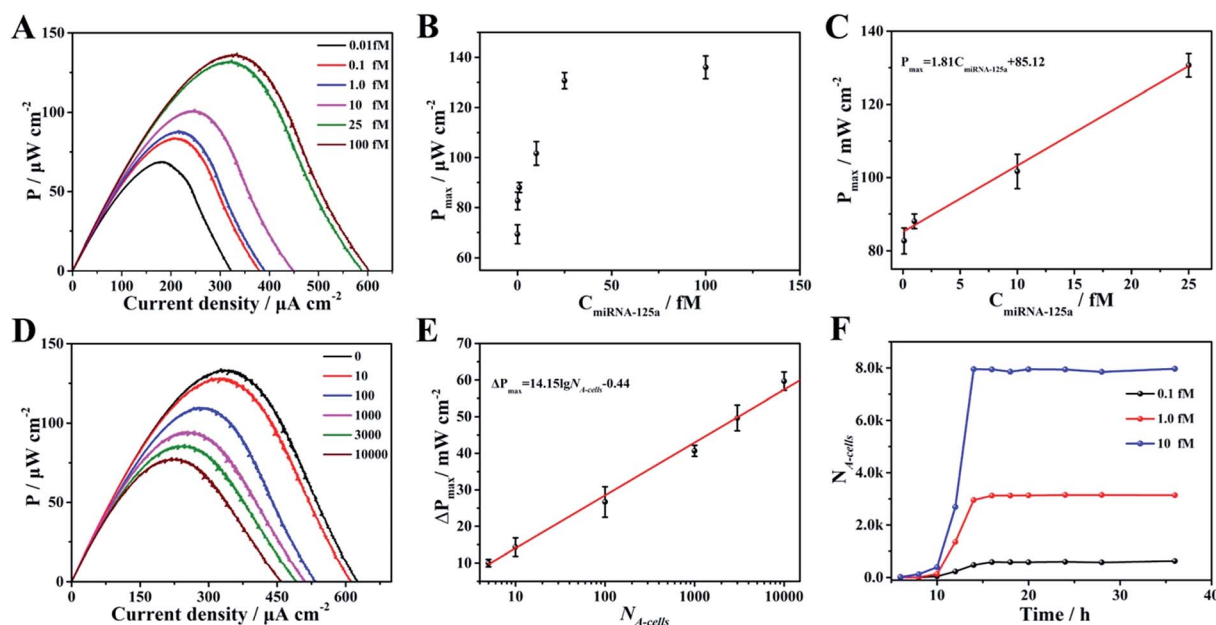 A
150
100
50
0
P / μW cm⁻²
0 100 200 300 400 500 600
Current density / μA cm⁻²
0.01fM
0.1 fM
1.0 fM
10 fM
25 fM
100 fM
B
140
120
100
80
60
Pmax / μW cm⁻²
0 50 100 150
CmiRNA-125a / fM
C
Pmax=1.81CmiRNA-125a+85.12
120
100
80
Pmax / mW cm⁻²
0 5 10 15 20 25
CmiRNA-125a / fM
D
150
100
50
0
P / μW cm⁻²
0 150 300 450 600
Current density / μA cm⁻²
0
10
100
1000
3000
10000
E
ΔPmax=14.15lgNA-cells-0.44
70
60
50
40
30
20
10
ΔPmax/ mW cm⁻²
10 100 1000 10000
NA-cells
F
8.0k
6.0k
4.0k
2.0k
0.0
NA-cells
10 20 30 40
Time / h
0.1 fM
1.0 fM
10 fM